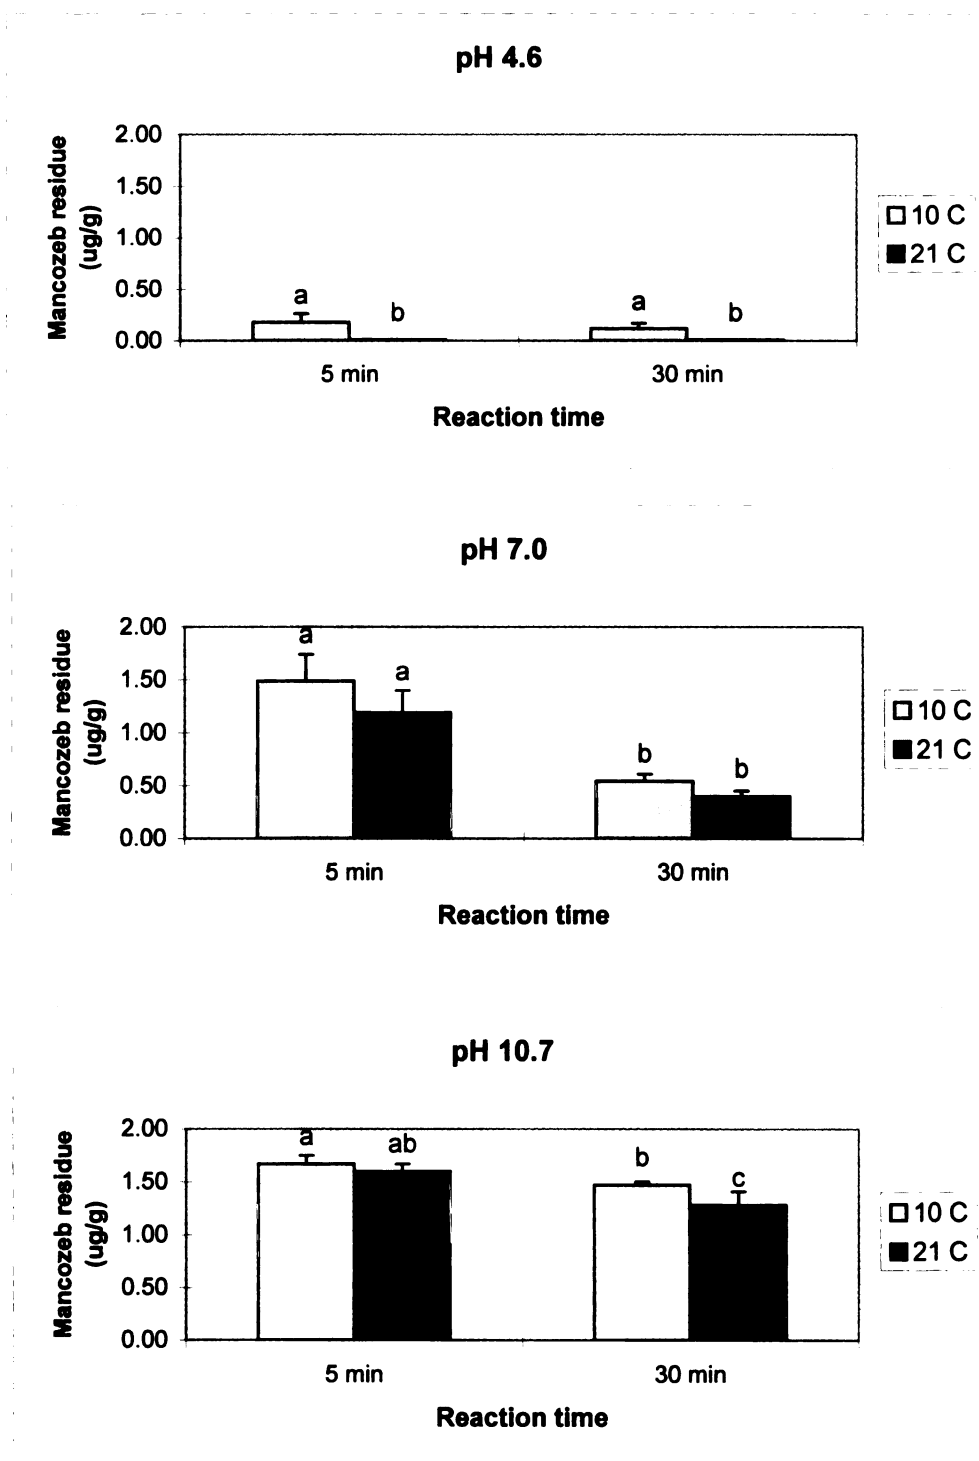 pH 4.6
Mancozeb residue
(ug/g)
2.00
1.50
1.00
0.50
0.00
a
b
a
b
5 min
30 min
Reaction time
10 C
21 C
pH 7.0
Mancozeb residue
(ug/g)
2.00
1.50
1.00
0.50
0.00
a
a
b
b
5 min
30 min
Reaction time
10 C
21 C
pH 10.7
Mancozeb residue
(ug/g)
2.00
1.50
1.00
0.50
0.00
a
ab
b
c
5 min
30 min
Reaction time
10 C
21 C